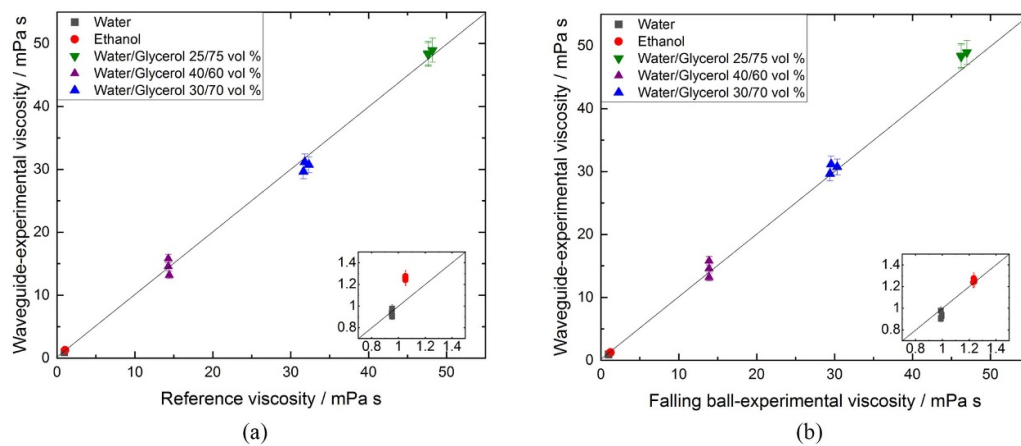 Water
Ethanol
Water/Glycerol 25/75 vol %
Water/Glycerol 40/60 vol %
Water/Glycerol 30/70 vol %
Waveguide-experimental viscosity / mPa s
50
40
30
20
10
0
0 10 20 30 40 50
1.4
1.2
1
0.8
0.8 1 1.2 1.4
Reference viscosity / mPa s
(a)
Water
Ethanol
Water/Glycerol 25/75 vol %
Water/Glycerol 40/60 vol %
Water/Glycerol 30/70 vol %
Waveguide-experimental viscosity / mPa s
50
40
30
20
10
0
0 10 20 30 40 50
1.4
1.2
1
0.8
0.8 1 1.2 1.4
Falling ball-experimental viscosity / mPa s
(b)